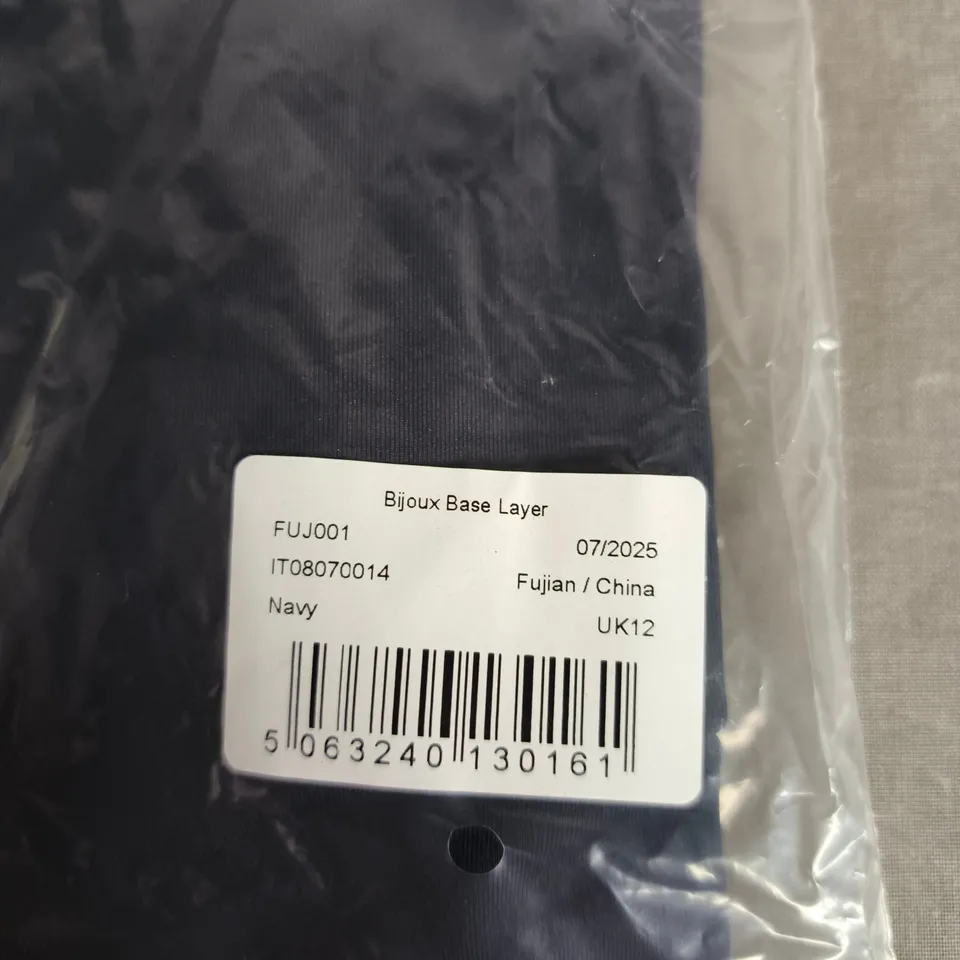 Bijoux Base Layer
FUJ001
07/2025
IT08070014
Fujian / China
Navy
UK12
5 063240 130161